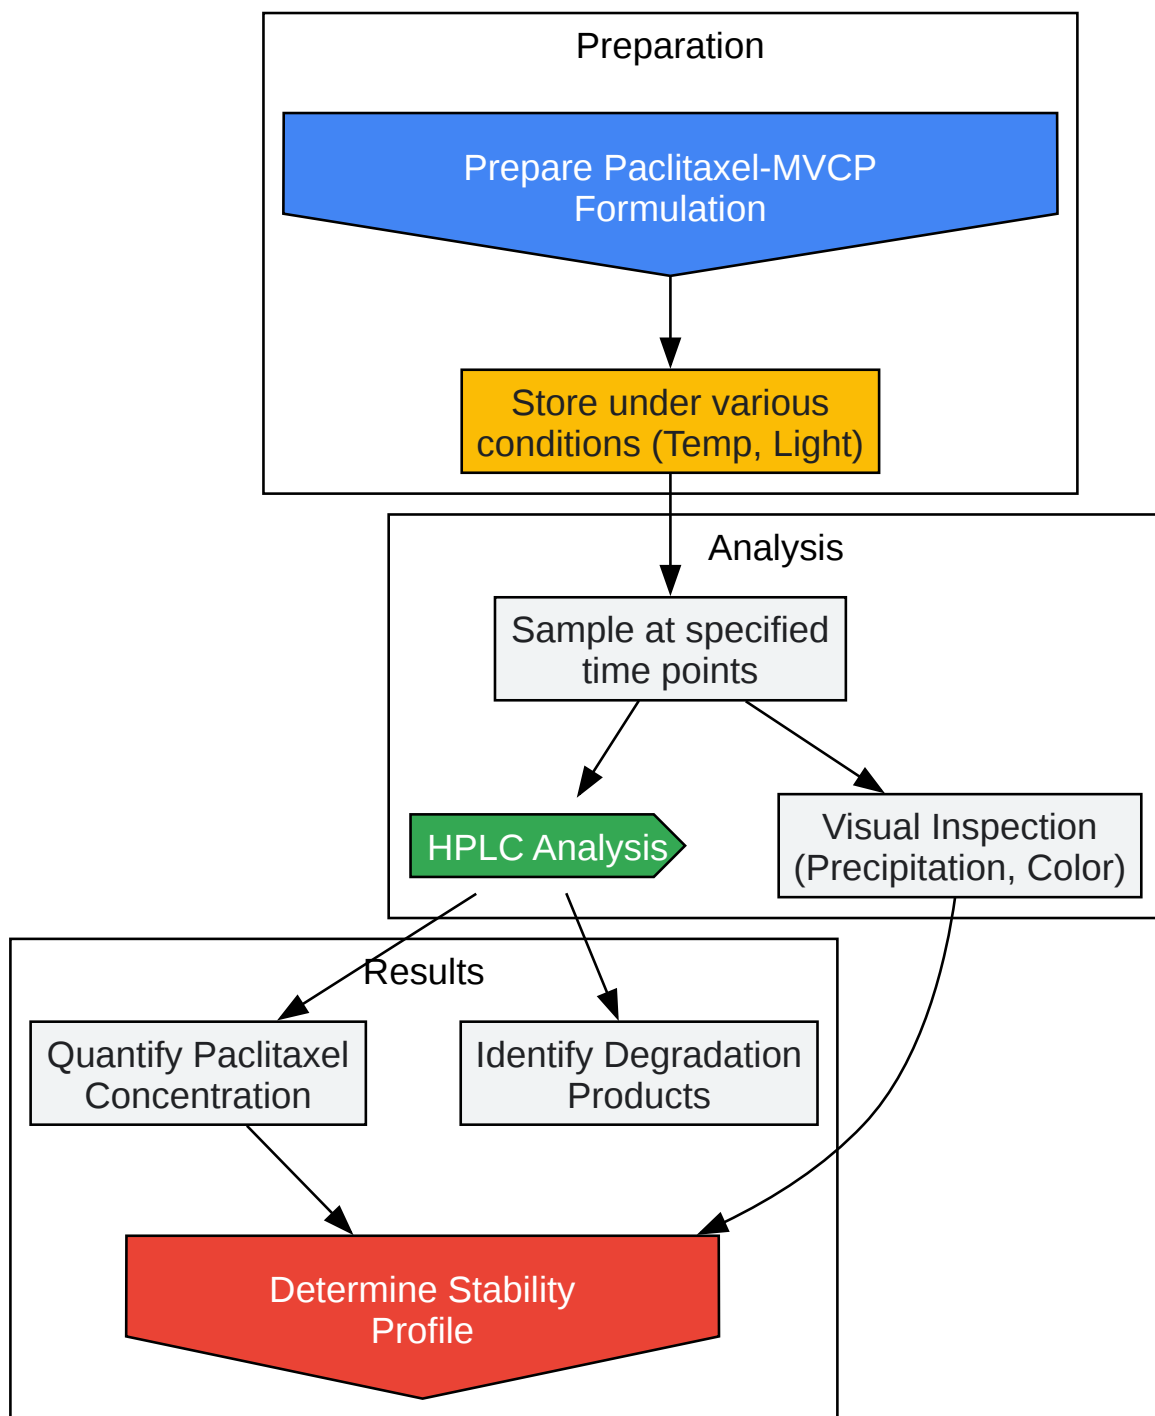 Preparation
Prepare Paclitaxel-MVCP
Formulation
Store under various
conditions (Temp, Light)
Analysis
Sample at specified
time points
HPLC Analysis
Visual Inspection
(Precipitation, Color)
Results
Quantify Paclitaxel
Concentration
Identify Degradation
Products
Determine Stability
Profile